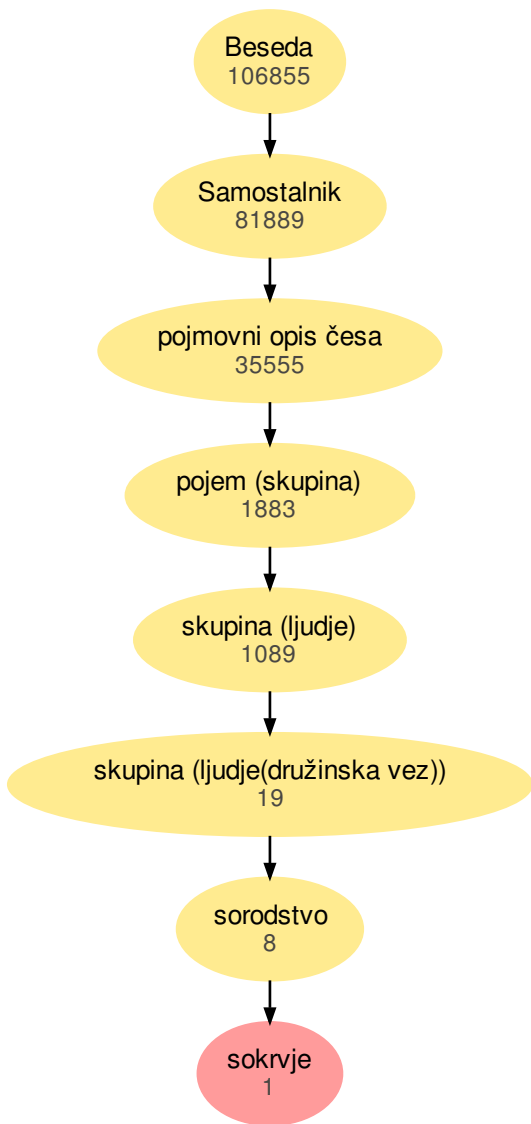 Beseda
106855
Samostalnik
81889
pojmovni opis česa
35555
pojem (skupina)
1883
skupina (ljudje)
1089
skupina (ljudje(družinska vez))
19
sorodstvo
8
sokrvje
1